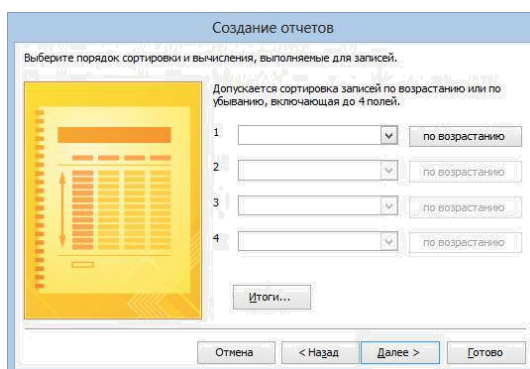 Создание отчетов
Выберите порядок сортировки и вычисления, выполняемые для записей.
Допускается сортировка записей по возрастанию или по
убыванию, включающая до 4 полей.
1 по возрастанию
2 по возрастанию
3 по возрастанию
4 по возрастанию
Итоги...
Отмена < Назад Далее > Готово